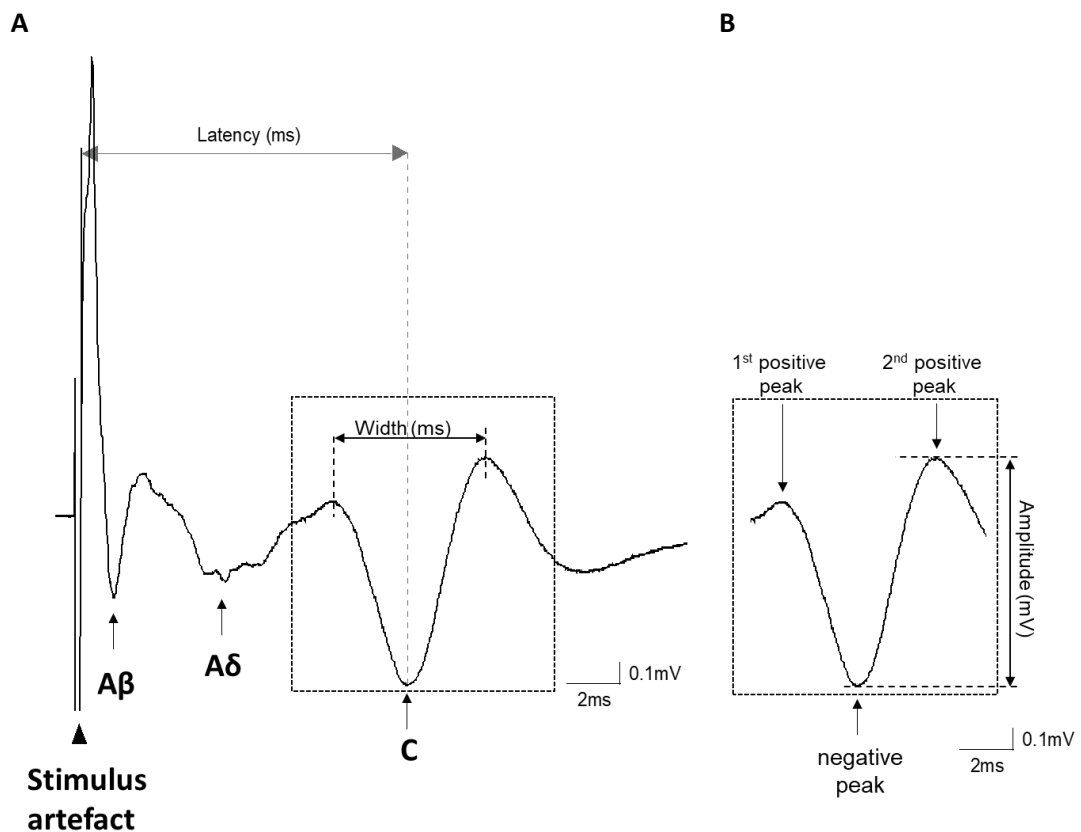 A
B
Latency (ms)
1st positive
peak
2nd positive
peak
Width (ms)
Amplitude (mV)
Aβ
Aδ
0.1mV
2ms
C
0.1mV
2ms
negative
peak
Stimulus
artefact